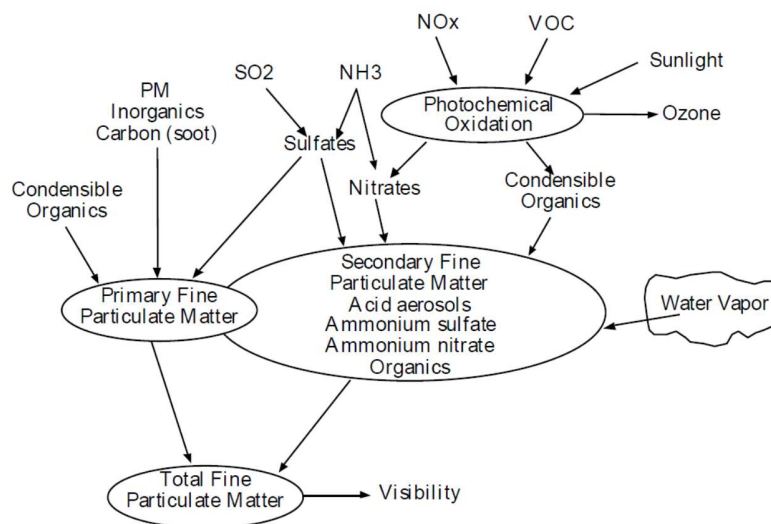 NOx
VOC
SO2
NH3
Sunlight
PM
Inorganics
Carbon (soot)
Photochemical
Oxidation
Ozone
Sulfates
Condensible
Organics
Nitrates
Condensible
Organics
Secondary Fine
Particulate Matter
Acid aerosols
Ammonium sulfate
Ammonium nitrate
Organics
Primary Fine
Particulate Matter
Water Vapor
Total Fine
Particulate Matter
Visibility